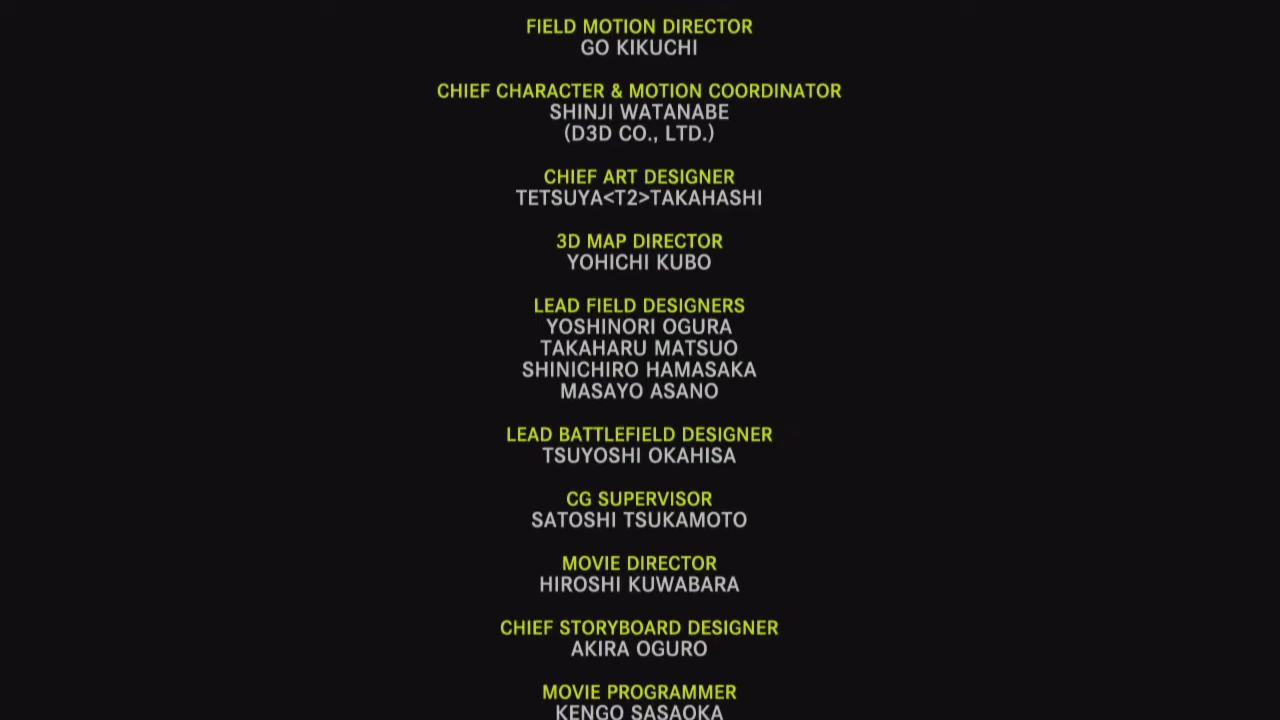 FIELD MOTION DIRECTOR
GO KIKUCHI
CHIEF CHARACTER & MOTION COORDINATOR
SHINJI WATANABE
(D3D CO., LTD.)
CHIEF ART DESIGNER
TETSUYA<T2>TAKAHASHI
3D MAP DIRECTOR
YOHICHI KUBO
LEAD FIELD DESIGNERS
YOSHINORI OGURA
TAKAHARU MATSUO
SHINICHIRO HAMASAKA
MASAYO ASANO
LEAD BATTLEFIELD DESIGNER
TSUYOSHI OKAHISA
CG SUPERVISOR
SATOSHI TSUKAMOTO
MOVIE DIRECTOR
HIROSHI KUWABARA
CHIEF STORYBOARD DESIGNER
AKIRA OGURO
MOVIE PROGRAMMER
KENGO SASAOKA